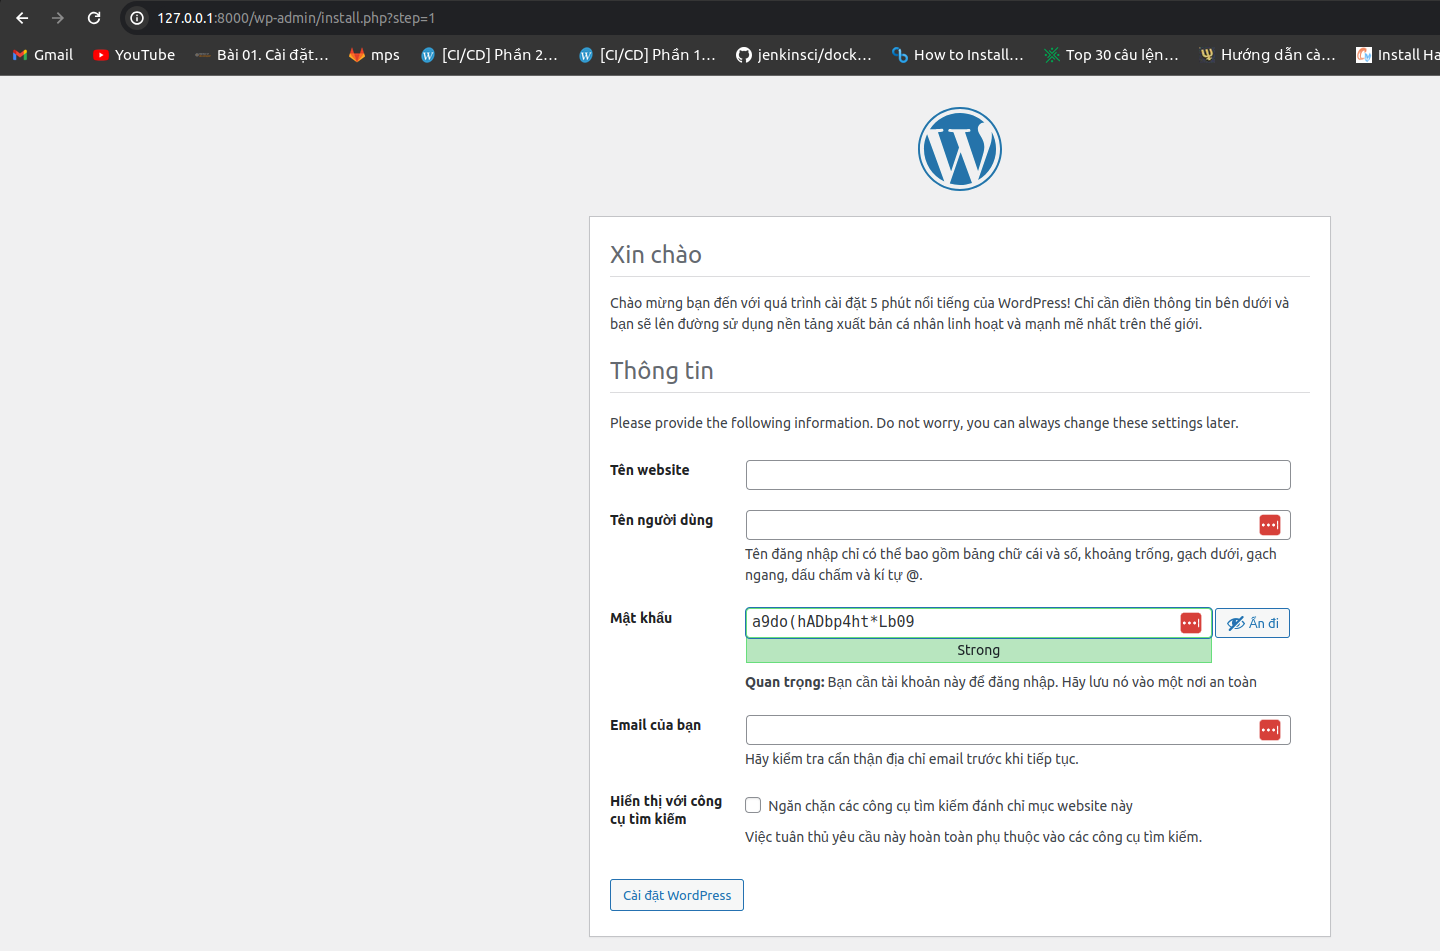 127.0.0.1:8000/wp-admin/install.php?step=1
Gmail YouTube Bài 01. Cài đặt... mps [CI/CD] Phần 2... [CI/CD] Phần 1... jenkinsci/dock... How to Install... Top 30 câu lện... Hướng dẫn cà... Install Ha
Xin chào
Chào mừng bạn đến với quá trình cài đặt 5 phút nổi tiếng của WordPress! Chỉ cần điền thông tin bên dưới và
bạn sẽ lên đường sử dụng nền tảng xuất bản cá nhân linh hoạt và mạnh mẽ nhất trên thế giới.
Thông tin
Please provide the following information. Do not worry, you can always change these settings later.
Tên website
Tên người dùng
Tên đăng nhập chỉ có thể bao gồm bảng chữ cái và số, khoảng trống, gạch dưới, gạch
ngang, dấu chấm và kí tự @.
Mật khẩu
a9do(hADbp4ht*Lb09
Ẩn đi
Strong
Quan trọng: Bạn cần tài khoản này để đăng nhập. Hãy lưu nó vào một nơi an toàn
Email của bạn
Hãy kiểm tra cẩn thận địa chỉ email trước khi tiếp tục.
Hiển thị với công
cụ tìm kiếm
Ngăn chặn các công cụ tìm kiếm đánh chỉ mục website này
Việc tuân thủ yêu cầu này hoàn toàn phụ thuộc vào các công cụ tìm kiếm.
Cài đặt WordPress